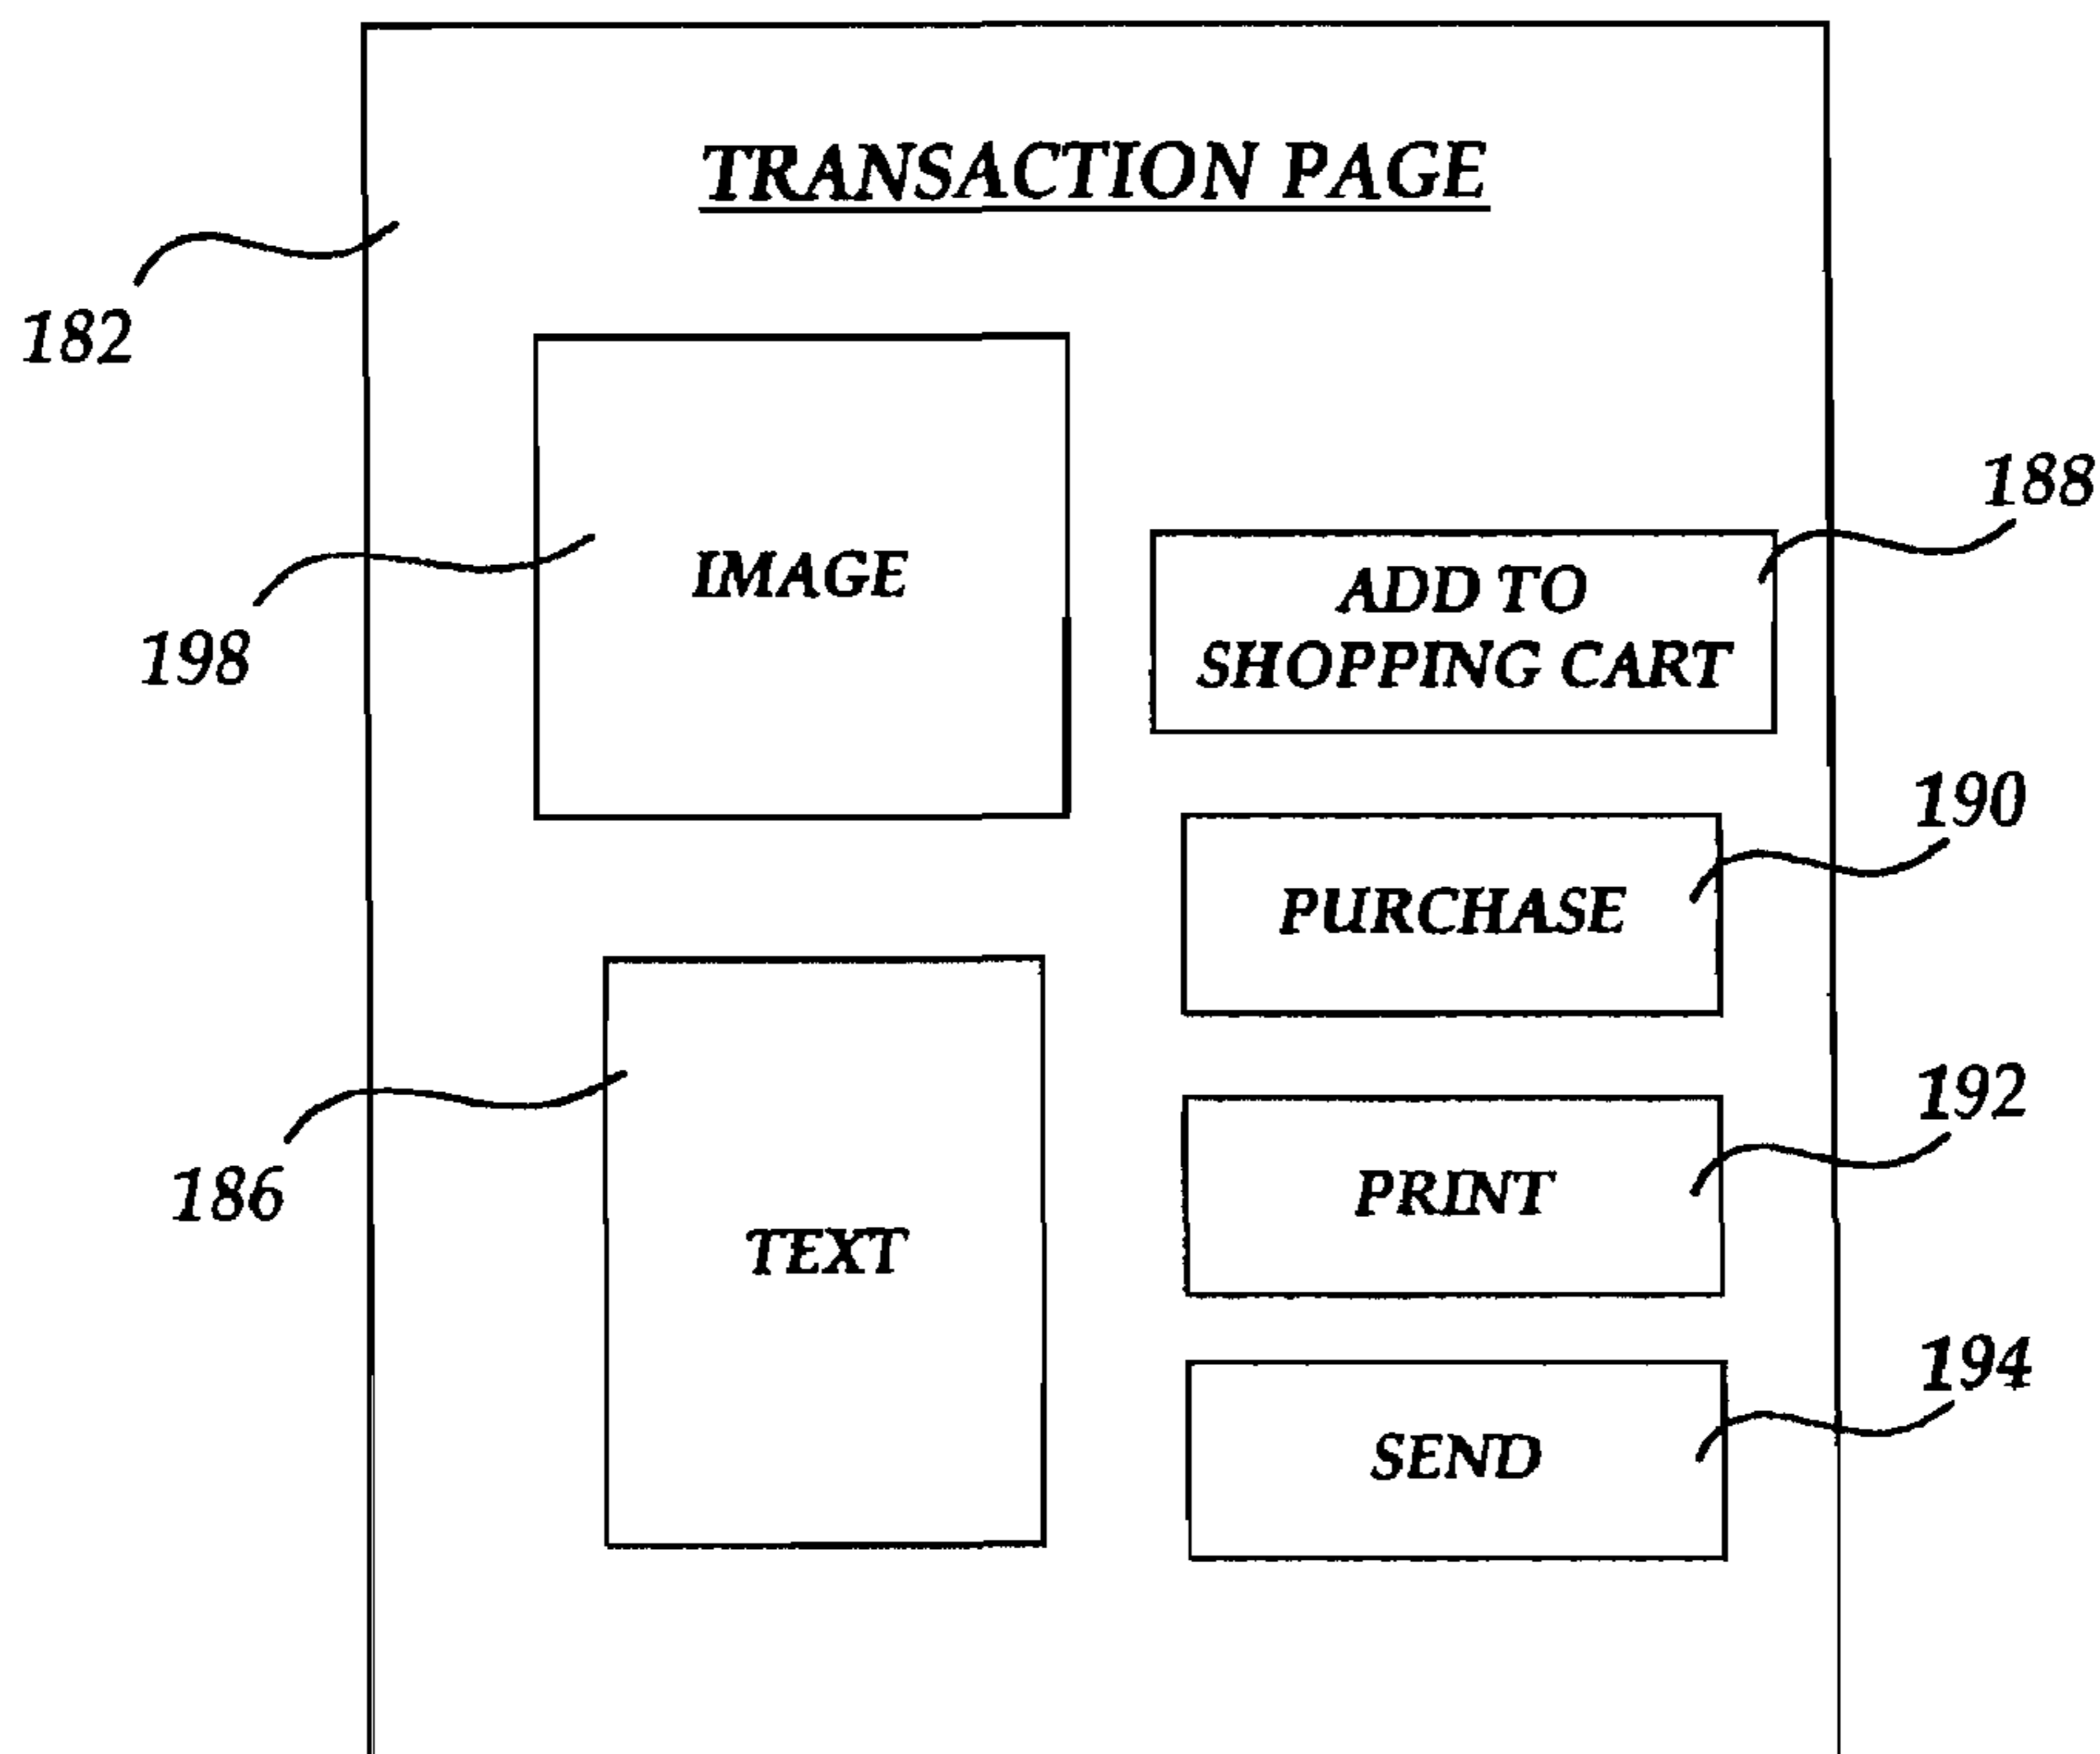 TRANSACTION PAGE
182
188
IMAGE
ADD TO
SHOPPING CART
198
190
PURCHASE
192
186
PRINT
TEXT
194
SEND